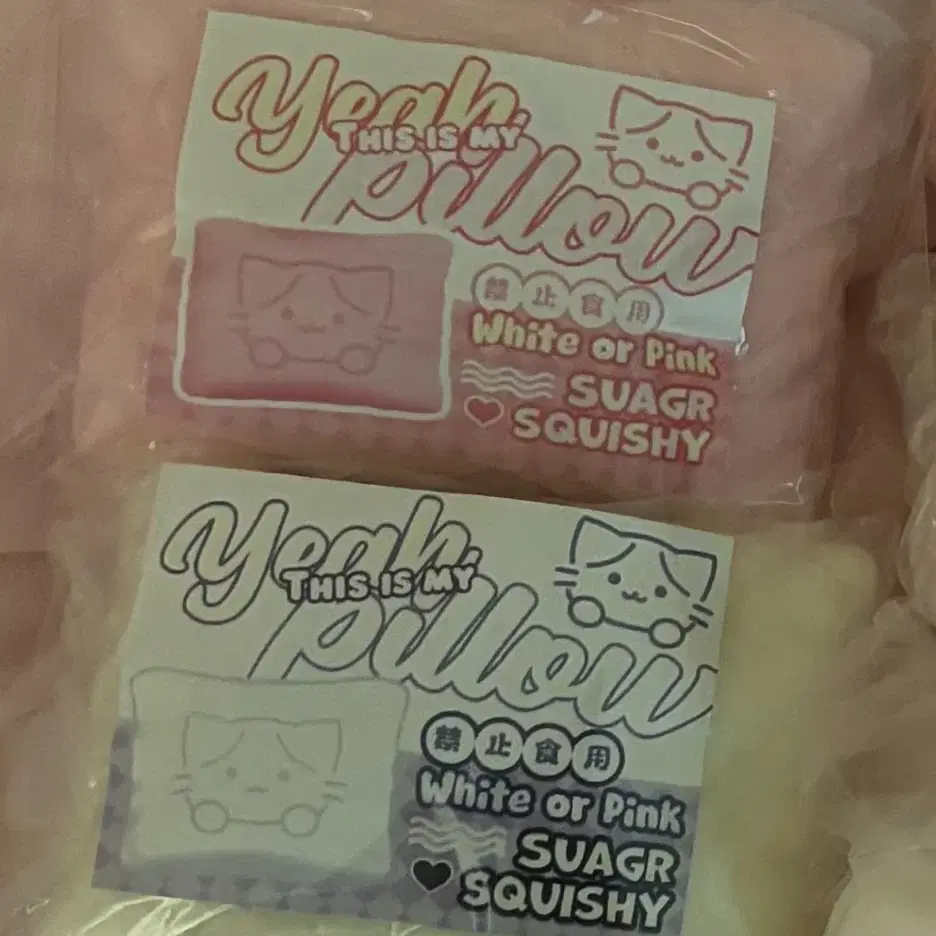 Yeah,
THIS IS MY
pillow
禁止食用
White or Pink
SUAGR
SQUISHY
Yeah,
THIS IS MY
pillow
禁止食用
White or Pink
SUAGR
SQUISHY